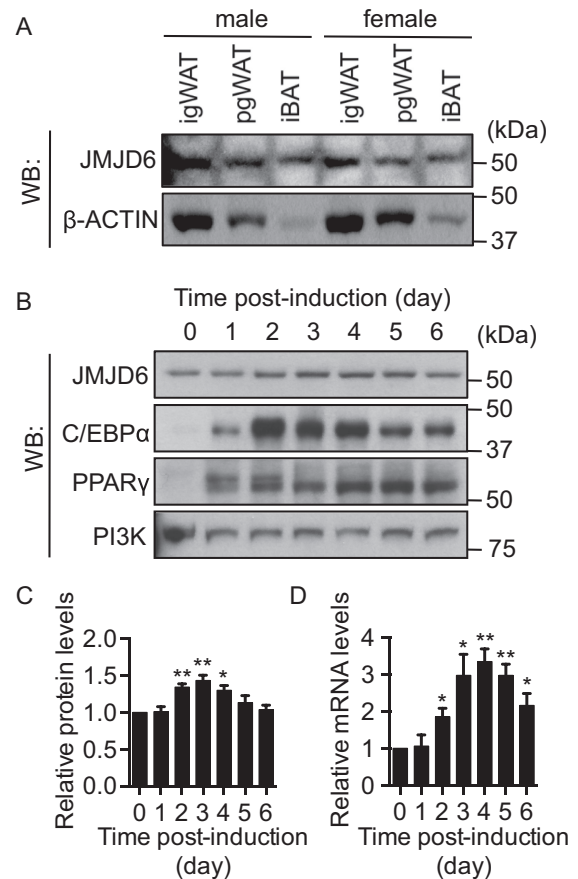 A
male female
igWAT pgWAT iBAT igWAT pgWAT iBAT
(kDa)
WB:
JMJD6 50
50
β-ACTIN
37
B
Time post-induction (day)
0 1 2 3 4 5 6 (kDa)
WB:
JMJD6 50
50
C/EBPα
37
PPARγ
50
PI3K
75
C
Relative protein levels
2.0
1.5
1.0
0.5
0.0
** ** *
0 1 2 3 4 5 6
Time post-induction
(day)
D
Relative mRNA levels
4
3
2
1
0
* * ** ** *
0 1 2 3 4 5 6
Time post-induction
(day)